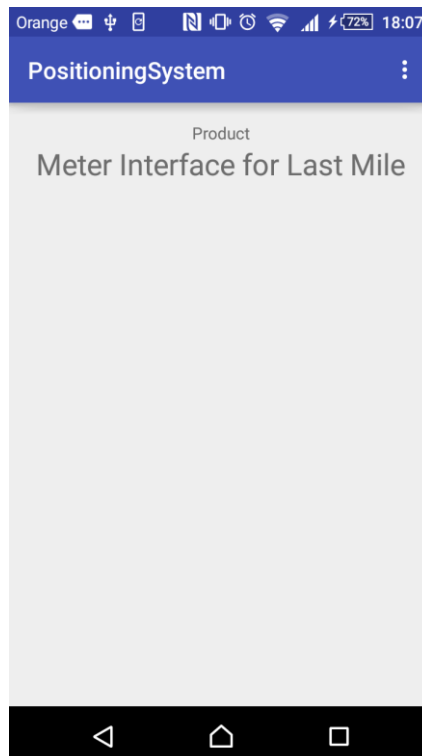 Orange 72% 18:07
PositioningSystem
Product
Meter Interface for Last Mile